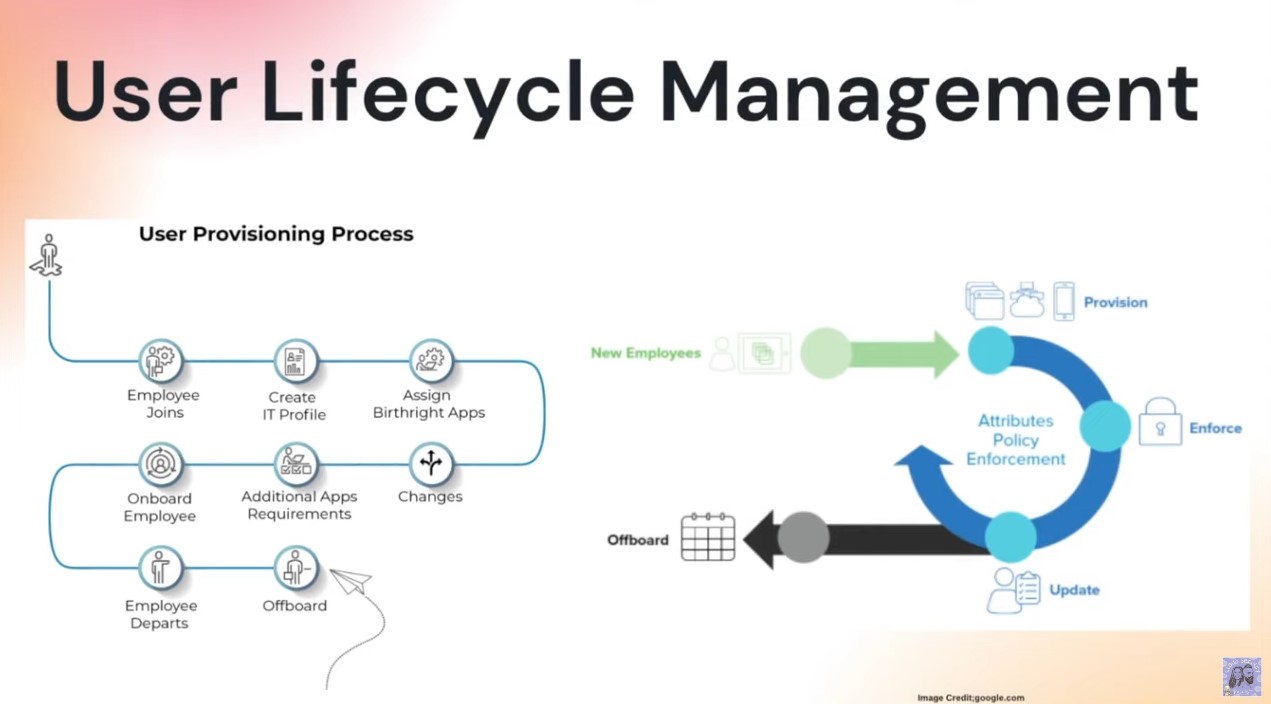 User Lifecycle Management
User Provisioning Process
Employee
Joins
Create
IT Profile
Assign
Birthright Apps
Onboard
Employee
Additional Apps
Requirements
Changes
Employee
Departs
Offboard
New Employees
Provision
Attributes
Policy
Enforcement
Enforce
Offboard
Update
Image Credit;google.com